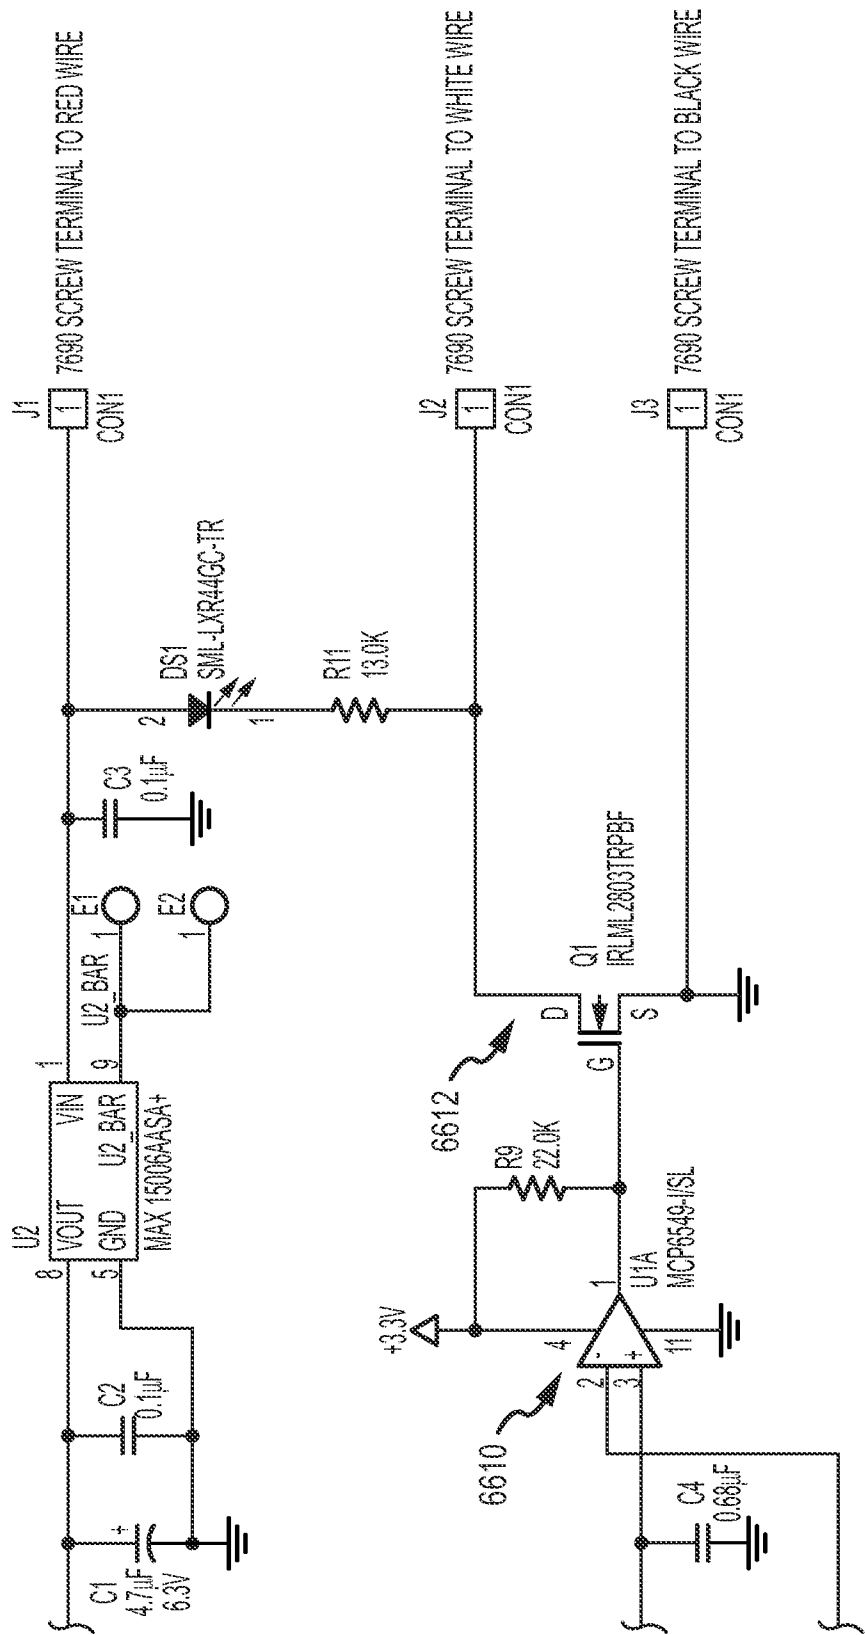 J1
1
CON1
7690 SCREW TERMINAL TO RED WIRE
J2
1
CON1
7690 SCREW TERMINAL TO WHITE WIRE
J3
1
CON1
7690 SCREW TERMINAL TO BLACK WIRE
DS1
SML-LXR44GC-TR
2
1
R11
13.0K
C3
0.1µF
E1
1
E2
1
U2_BAR
U2
1
VIN
9
U2_BAR
8
VOUT
5
GND
MAX 15006AASA+
C2
0.1µF
C1
4.7µF
6.3V
+
Q1
IRLML2803TRPBF
D
S
G
6612
R9
22.0K
+3.3V
4
1
U1A
MCP6549-I/SL
11
2
-
3
+
6610
C4
0.68µF